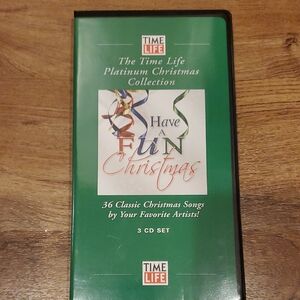 TIME
LIFE
The Time Life
Platinum Christmas
Collection
Have
A
FUN
Christmas
36 Classic Christmas Songs
by Your Favorite Artists!
3 CD SET
TIME
LIFE